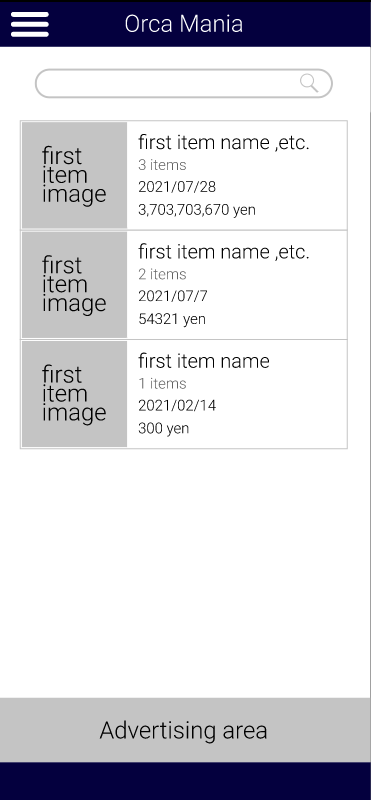 Orca Mania
first
item
image
first item name ,etc.
3 items
2021/07/28
3,703,703,670 yen
first
item
image
first item name ,etc.
2 items
2021/07/7
54321 yen
first
item
image
first item name
1 items
2021/02/14
300 yen
Advertising area